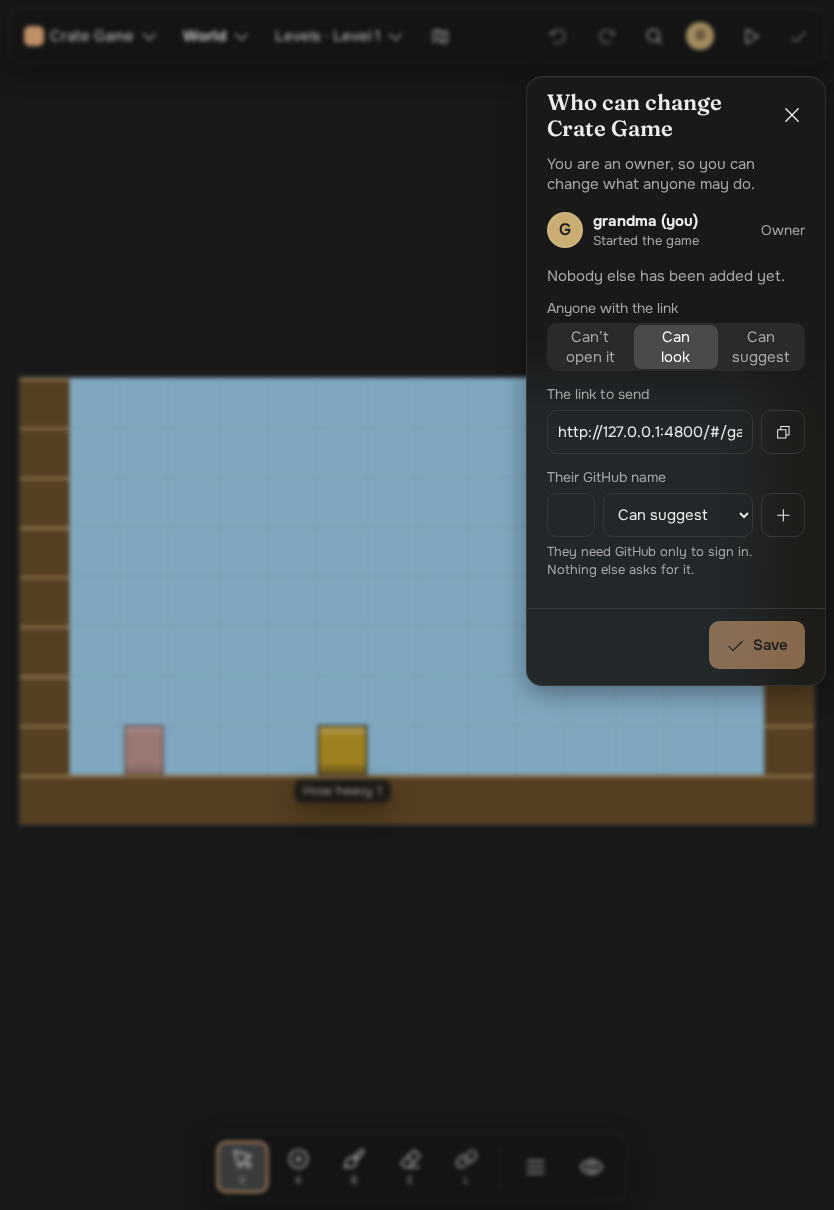 Crate Game
World
Levels · Level 1
Who can change
Crate Game
You are an owner, so you can
change what anyone may do.
G
grandma (you)
Started the game
Owner
Nobody else has been added yet.
Anyone with the link
Can't
open it
Can
look
Can
suggest
The link to send
http://127.0.0.1:4800/#/ga
Their GitHub name
Can suggest
They need GitHub only to sign in.
Nothing else asks for it.
Save
How heavy 1
V
A
B
E
L